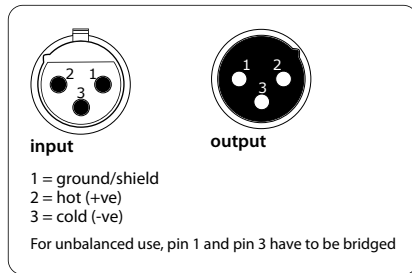 2 1
3
input
1 2
3
output
1 = ground/shield
2 = hot (+ve)
3 = cold (-ve)
For unbalanced use, pin 1 and pin 3 have to be bridged